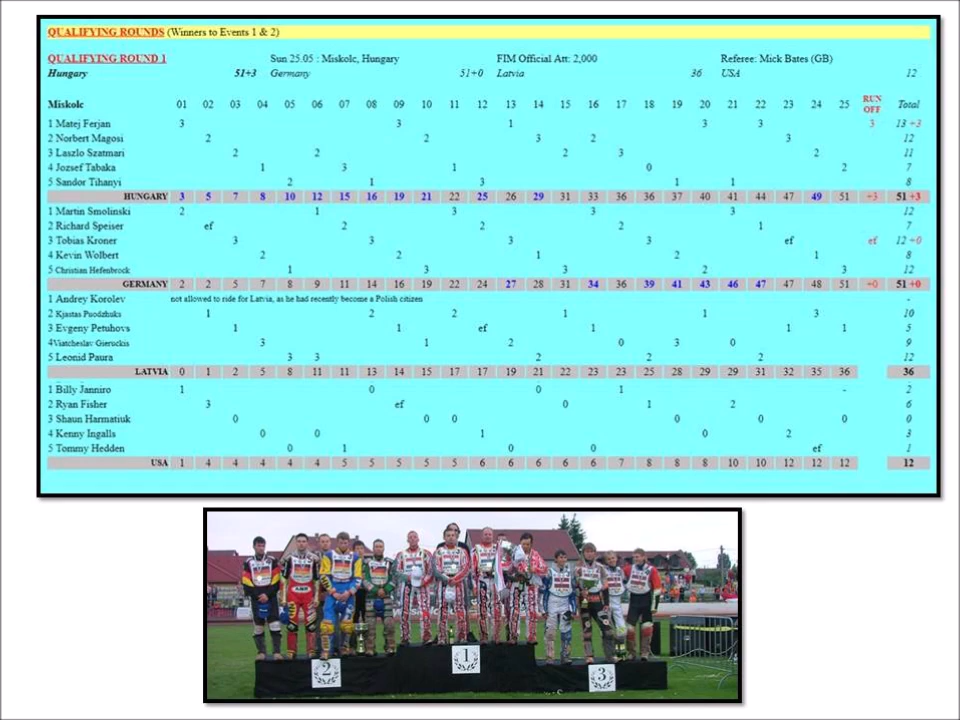 QUALIFYING ROUNDS (Winners to Events 1 & 2)
QUALIFYING ROUND 1 Sun 25.05 : Miskolc, Hungary FIM Official Att: 2,000 Referee: Mick Bates (GB)
Hungary 51+3 Germany 51+0 Latvia 36 USA 12
Miskolc 01 02 03 04 05 06 07 08 09 10 11 12 13 14 15 16 17 18 19 20 21 22 23 24 25 RUN OFF Total
1 Matej Ferjan 3 3 1 3 3 3 13 +3
2 Norbert Magosi 2 2 3 2 3 12
3 Laszlo Szatmari 2 2 2 3 2 11
4 Jozsef Tabaka 1 3 1 0 2 7
5 Sandor Tihanyi 2 1 3 1 1 8
HUNGARY 3 5 7 8 10 12 15 16 19 21 22 25 26 29 31 33 36 36 37 40 41 44 47 49 51 +3 51 +3
1 Martin Smolinski 2 1 3 3 3 12
2 Richard Speiser ef 2 2 2 1 7
3 Tobias Kroner 3 3 3 3 ef ef 12 +0
4 Kevin Wolbert 2 2 1 2 1 8
5 Christian Hefenbrock 1 3 3 2 3 12
GERMANY 2 2 5 7 8 9 11 14 16 19 22 24 27 28 31 34 36 39 41 43 46 47 47 48 51 +0 51 +0
1 Andrey Korolev not allowed to ride for Latvia, as he had recently become a Polish citizen -
2 Kjastas Puodzhuks 1 2 2 1 1 3 10
3 Evgeny Petuhovs 1 1 ef 1 1 1 5
4Viatcheslav Gieruckis 3 1 2 0 3 0 9
5 Leonid Paura 3 3 2 2 2 12
LATVIA 0 1 2 5 8 11 11 13 14 15 17 17 19 21 22 23 23 25 28 29 29 31 32 35 36 36
1 Billy Janniro 1 0 0 1 - 2
2 Ryan Fisher 3 ef 0 1 2 6
3 Shaun Harmatiuk 0 0 0 0 0 0 0
4 Kenny Ingalls 0 0 1 0 2 3
5 Tommy Hedden 0 1 0 0 ef 1
USA 1 4 4 4 4 4 5 5 5 5 5 6 6 6 6 6 7 8 8 8 10 10 12 12 12 12
2 1 3